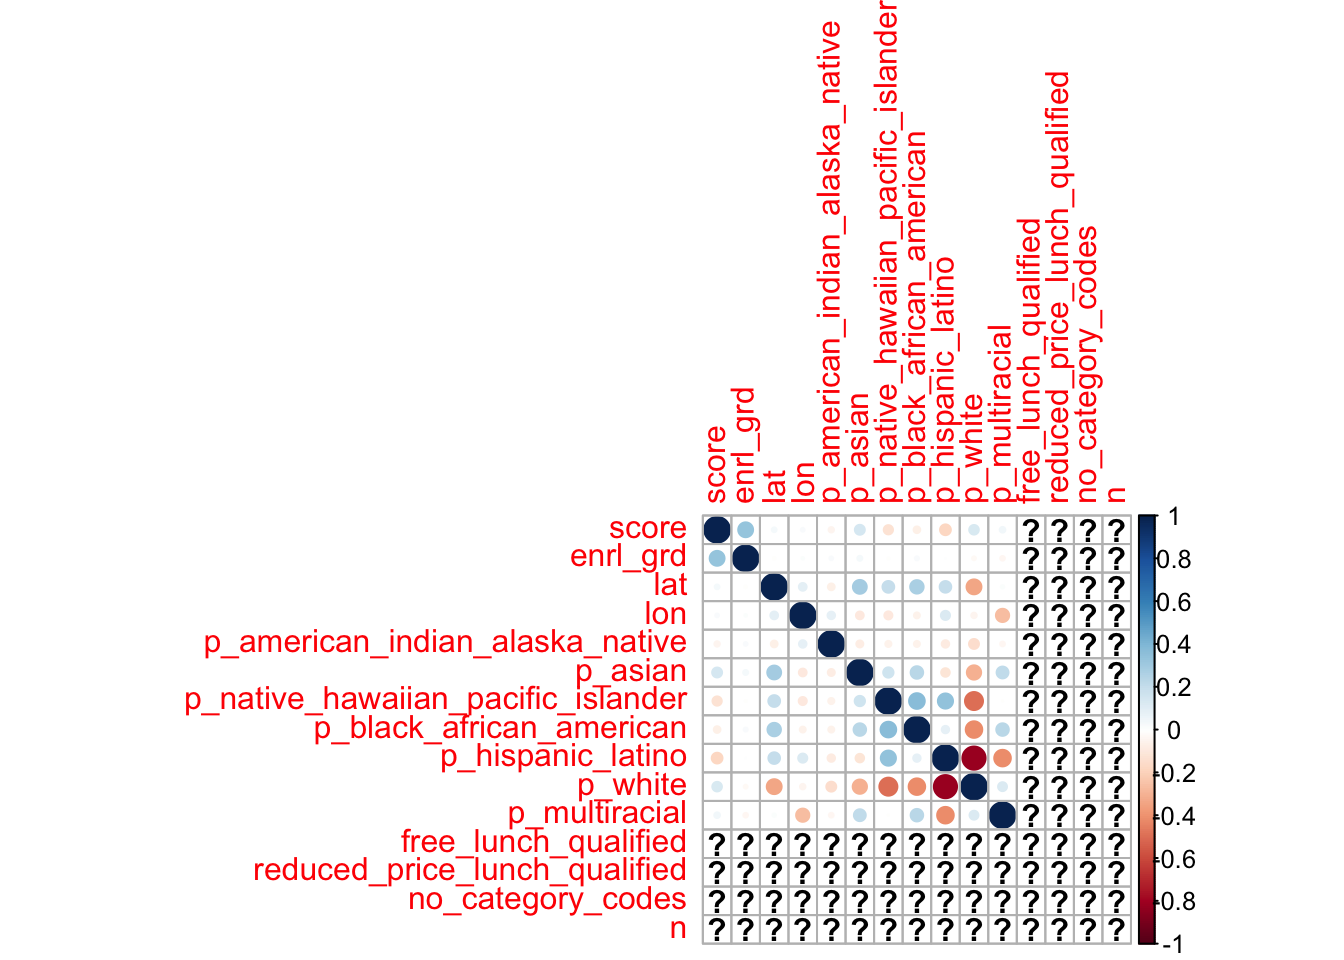 score
enrl_grd
lat
lon
p_american_indian_alaska_native
p_asian
p_native_hawaiian_pacific_islander
p_black_african_american
p_hispanic_latino
p_white
p_multiracial
free_lunch_qualified
reduced_price_lunch_qualified
no_category_codes
n
score ? ? ? ?
enrl_grd ? ? ? ?
lat ? ? ? ?
lon ? ? ? ?
p_american_indian_alaska_native ? ? ? ?
p_asian ? ? ? ?
p_native_hawaiian_pacific_islander ? ? ? ?
p_black_african_american ? ? ? ?
p_hispanic_latino ? ? ? ?
p_white ? ? ? ?
p_multiracial ? ? ? ?
free_lunch_qualified ? ? ? ? ? ? ? ? ? ? ? ? ? ? ?
reduced_price_lunch_qualified ? ? ? ? ? ? ? ? ? ? ? ? ? ? ?
no_category_codes ? ? ? ? ? ? ? ? ? ? ? ? ? ? ?
n ? ? ? ? ? ? ? ? ? ? ? ? ? ? ?
1
0.8
0.6
0.4
0.2
0
-0.2
-0.4
-0.6
-0.8
-1